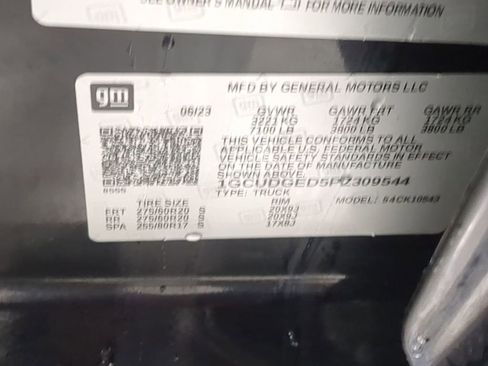 SEE OWNER'S MANUAL FOR MORE INFORMATION
gm
MFD BY GENERAL MOTORS LLC
06/23 GVWR GAWR FRT GAWR RR
3221 KG 1724 KG 1724 KG
7100 LB 3800 LB 3800 LB
THIS VEHICLE CONFORMS TO ALL
APPLICABLE U.S. FEDERAL MOTOR
VEHICLE SAFETY STANDARDS IN EFFECT
ON THE DATE OF MANUFACTURE
SHOWN ABOVE.
1GCUDGED5PZ309544
TYPE: TRUCK MODEL: S4CK10543
TIRE SIZE RIM
FRT 275/60R20 S 20X9J
RR 275/60R20 S 20X9J
SPA 255/80R17 S 17X8J